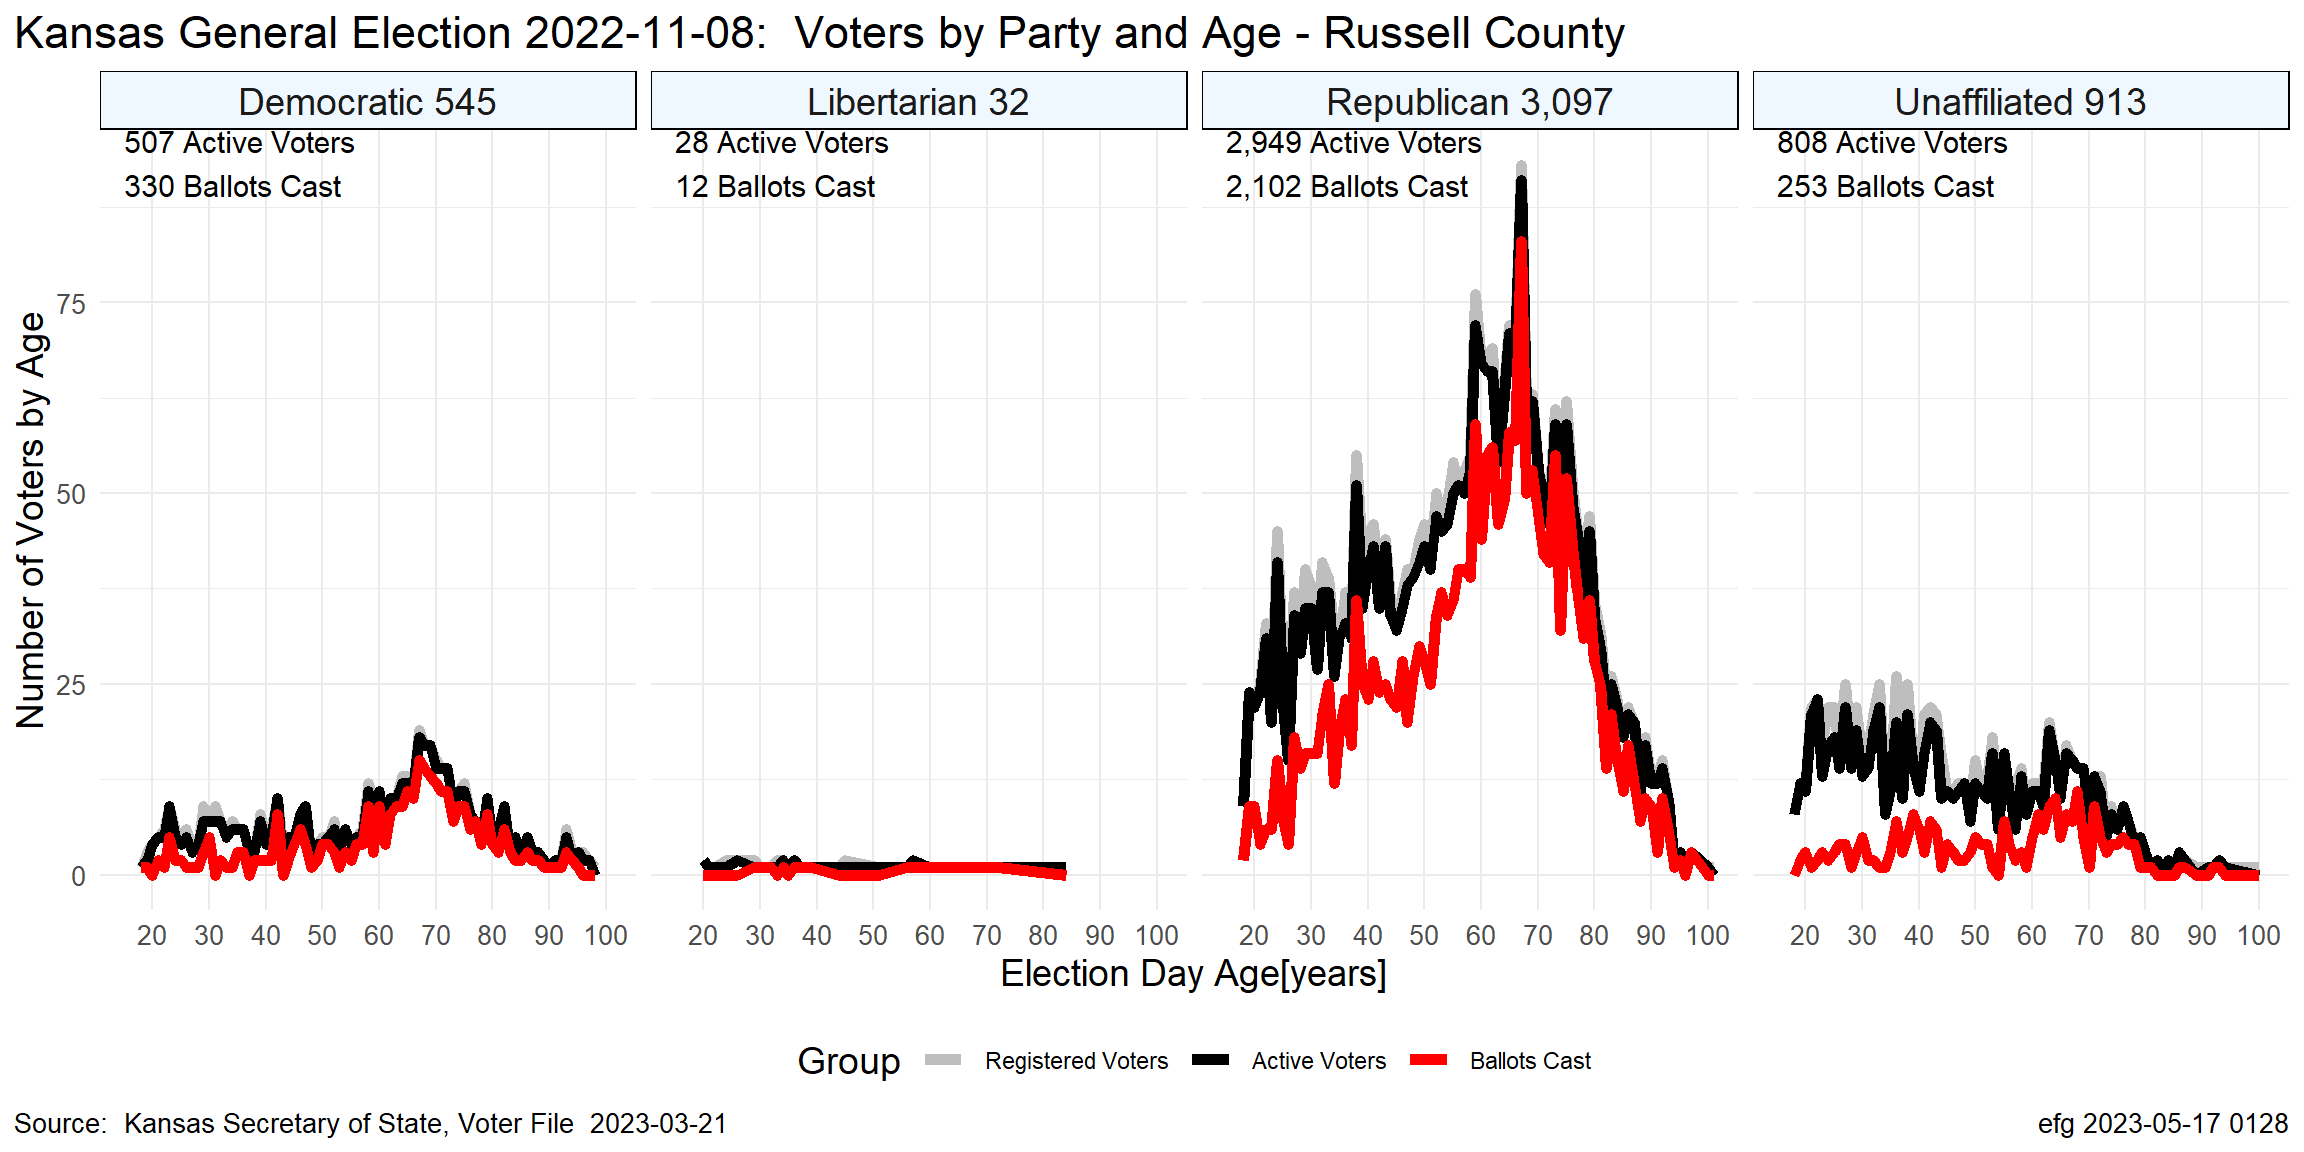 Kansas General Election 2022-11-08:  Voters by Party and Age - Russell County
Democratic 545
Libertarian 32
Republican 3,097
Unaffiliated 913
507 Active Voters
330 Ballots Cast
28 Active Voters
12 Ballots Cast
2,949 Active Voters
2,102 Ballots Cast
808 Active Voters
253 Ballots Cast
Number of Voters by Age
75
50
25
0
20 30 40 50 60 70 80 90 100
20 30 40 50 60 70 80 90 100
20 30 40 50 60 70 80 90 100
20 30 40 50 60 70 80 90 100
Election Day Age[years]
Group Registered Voters Active Voters Ballots Cast
Source:  Kansas Secretary of State, Voter File  2023-03-21
efg 2023-05-17 0128